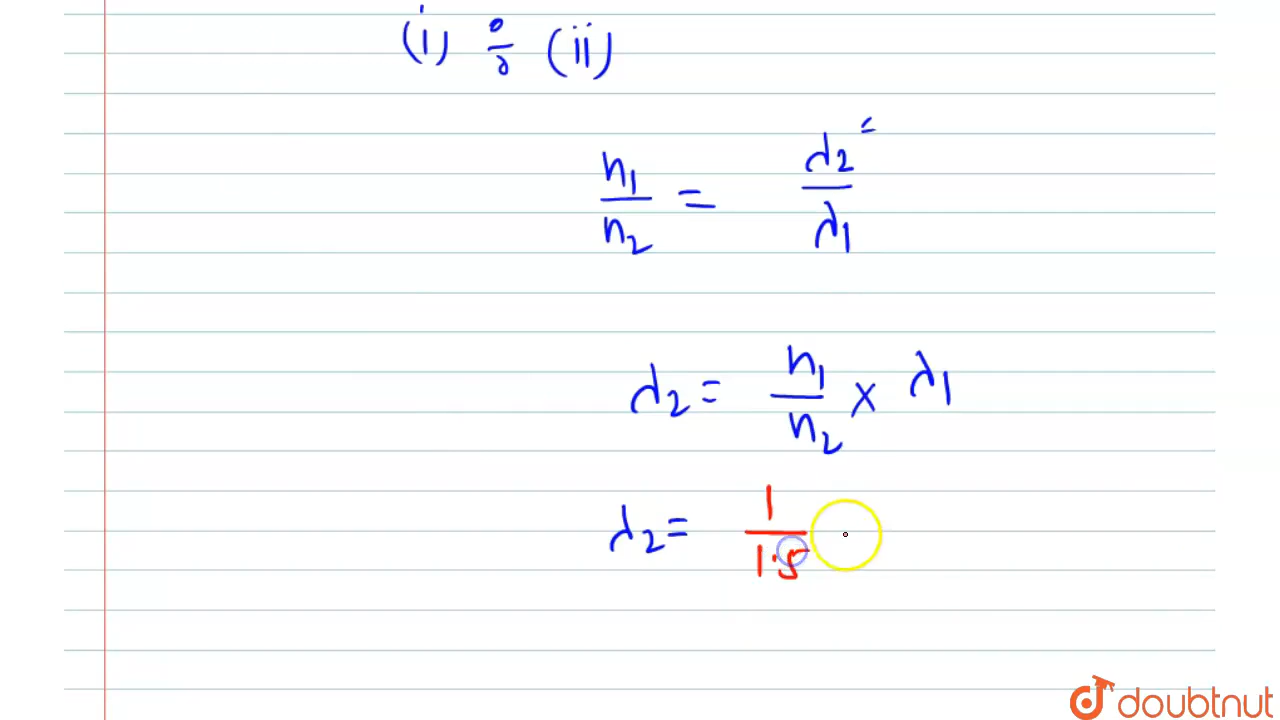 (i) ÷ (ii)
n1/n2 = λ2/λ1
λ2 = n1/n2 × λ1
λ2 = 1/1.5
doubtnut